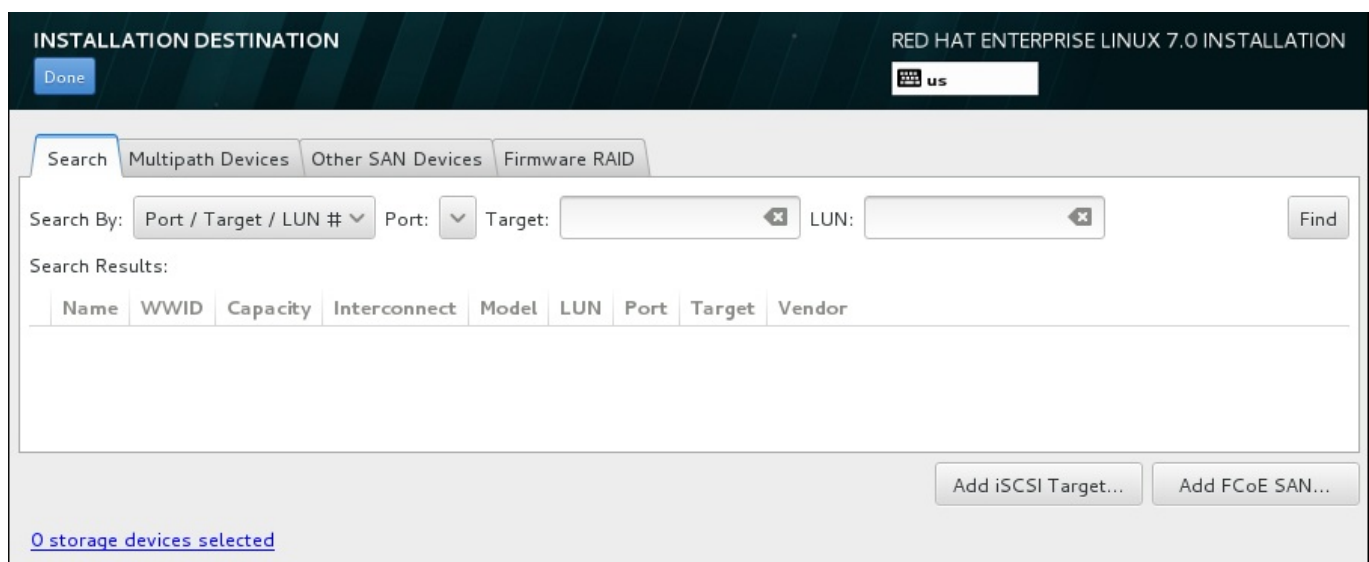 INSTALLATION DESTINATION
RED HAT ENTERPRISE LINUX 7.0 INSTALLATION
Done
us
Search Multipath Devices Other SAN Devices Firmware RAID
Search By: Port / Target / LUN # Port: Target: LUN: Find
Search Results:
Name WWID Capacity Interconnect Model LUN Port Target Vendor
Add iSCSI Target... Add FCoE SAN...
0 storage devices selected